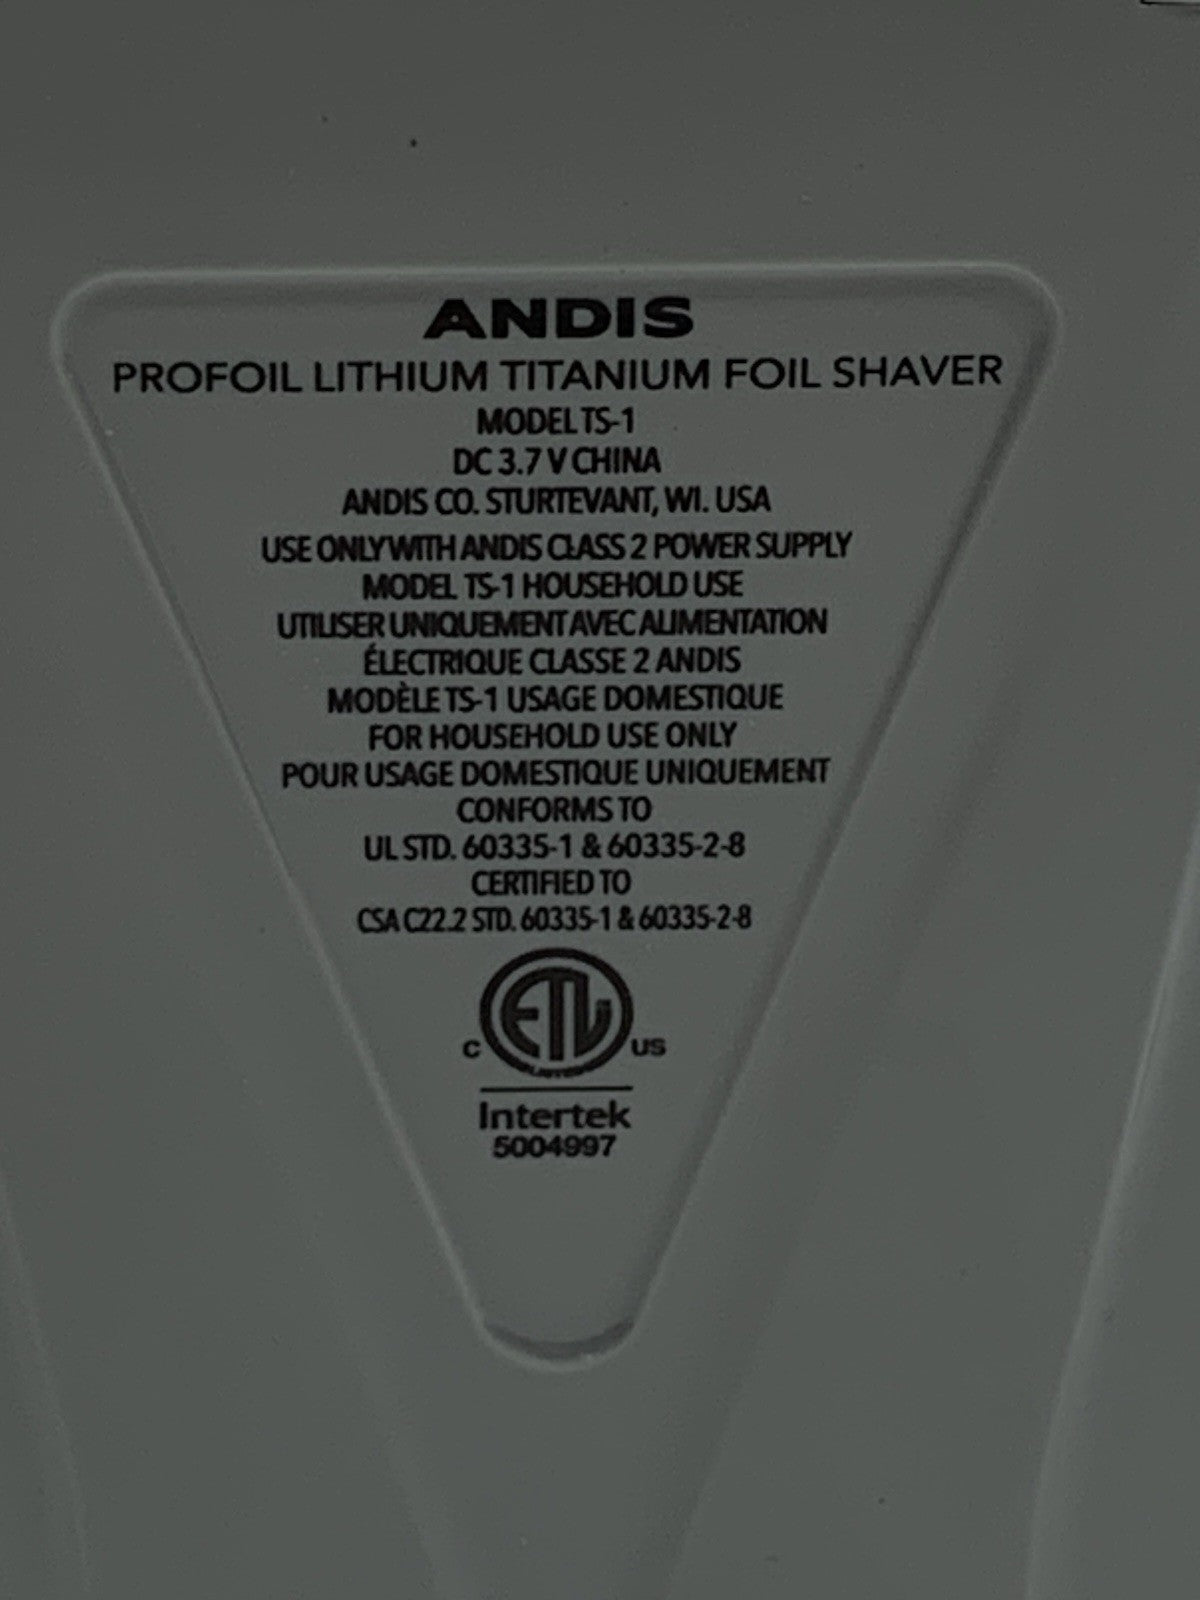 ANDIS
PROFOIL LITHIUM TITANIUM FOIL SHAVER
MODEL TS-1
DC 3.7 V CHINA
ANDIS CO. STURTEVANT, WI. USA
USE ONLY WITH ANDIS CLASS 2 POWER SUPPLY
MODEL TS-1 HOUSEHOLD USE
UTILISER UNIQUEMENT AVEC ALIMENTATION
ÉLECTRIQUE CLASSE 2 ANDIS
MODÈLE TS-1 USAGE DOMESTIQUE
FOR HOUSEHOLD USE ONLY
POUR USAGE DOMESTIQUE UNIQUEMENT
CONFORMS TO
UL STD. 60335-1 & 60335-2-8
CERTIFIED TO
CSA C22.2 STD. 60335-1 & 60335-2-8
ETL
C LISTED US
Intertek
5004997